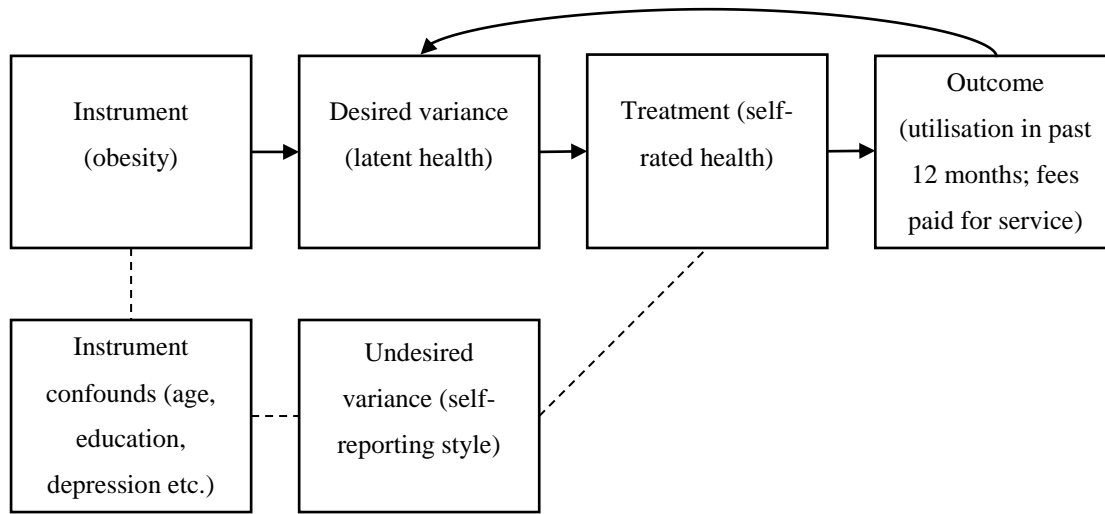 Instrument
(obesity)
Desired variance
(latent health)
Treatment (self-
rated health)
Outcome
(utilisation in past
12 months; fees
paid for service)
Instrument
confounds (age,
education,
depression etc.)
Undesired
variance (self-
reporting style)